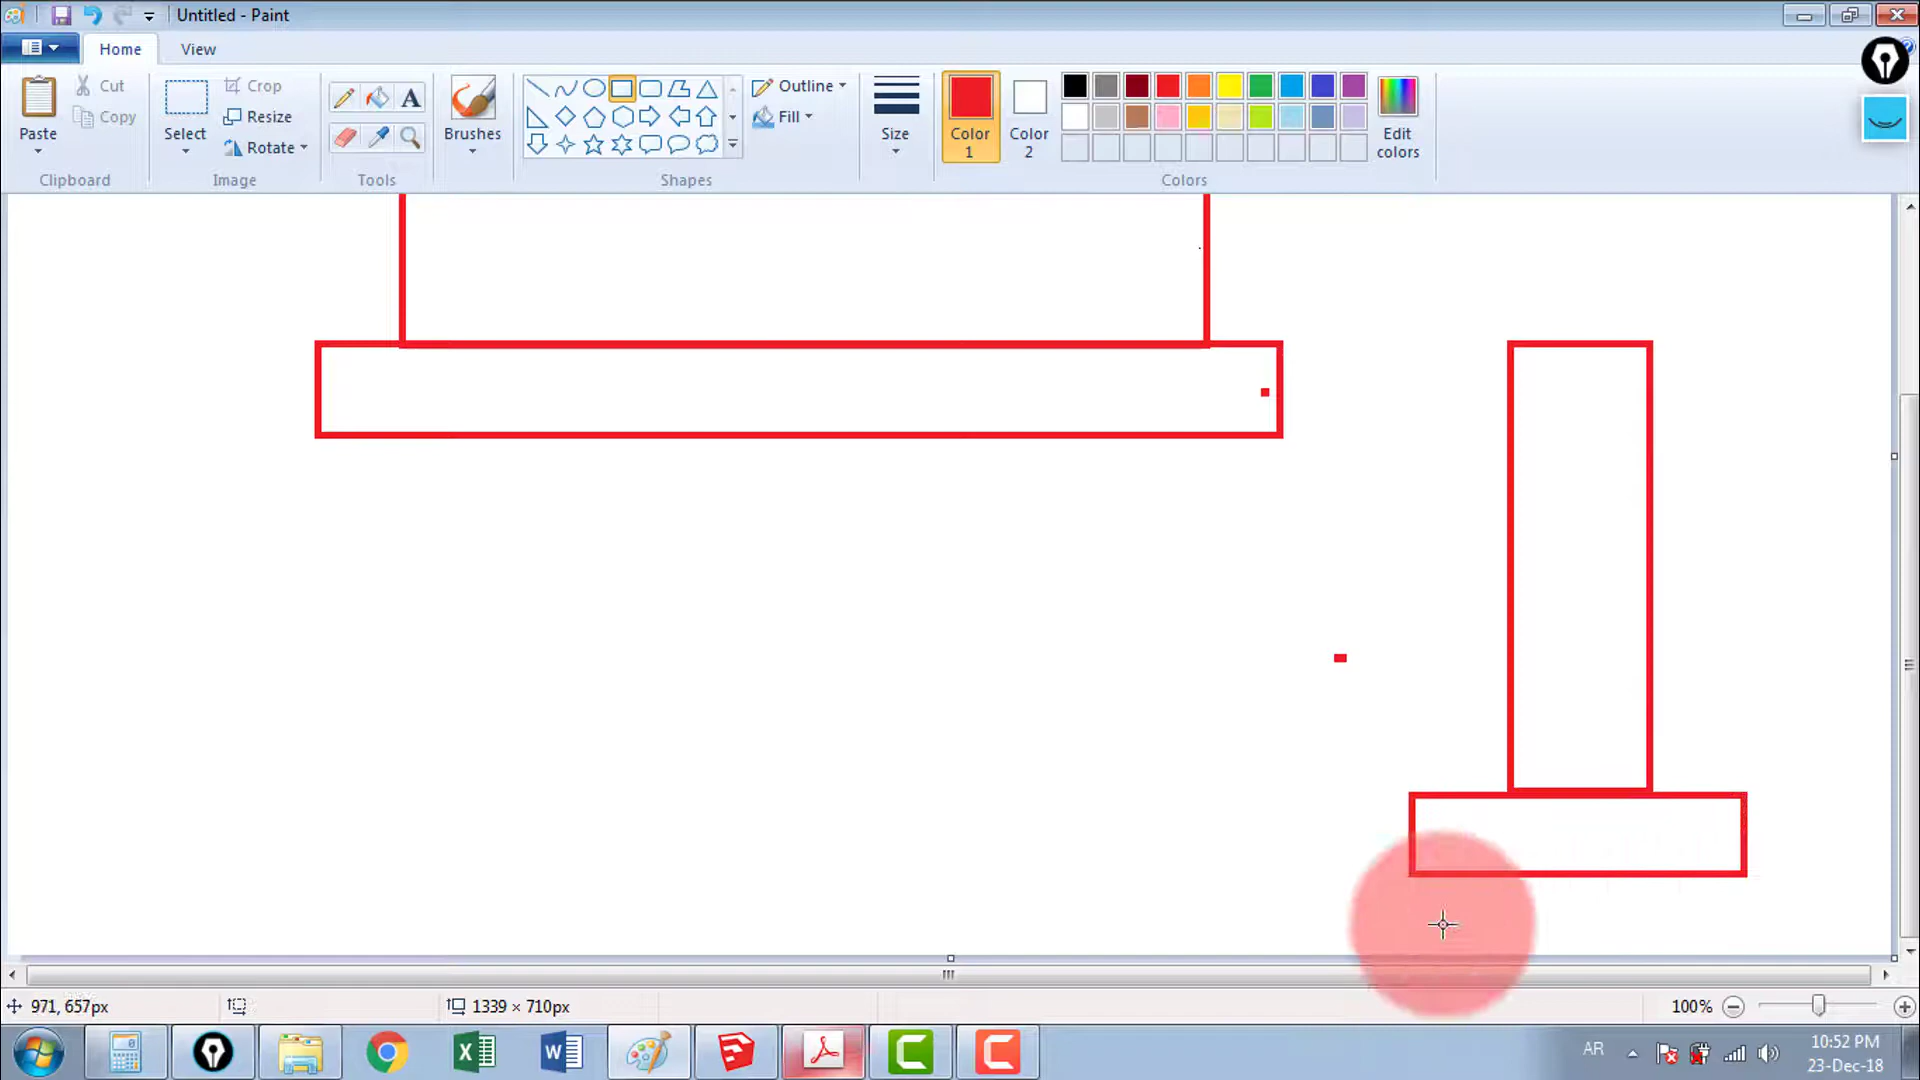 Untitled - Paint
Home
View
Paste
Cut
Copy
Clipboard
Select
Crop
Resize
Rotate
Image
A
Tools
Brushes
Outline
Fill
Shapes
Size
Color 1
Color 2
Edit colors
Colors
971, 657px
1339 × 710px
100%
AR
10:52 PM
23-Dec-18